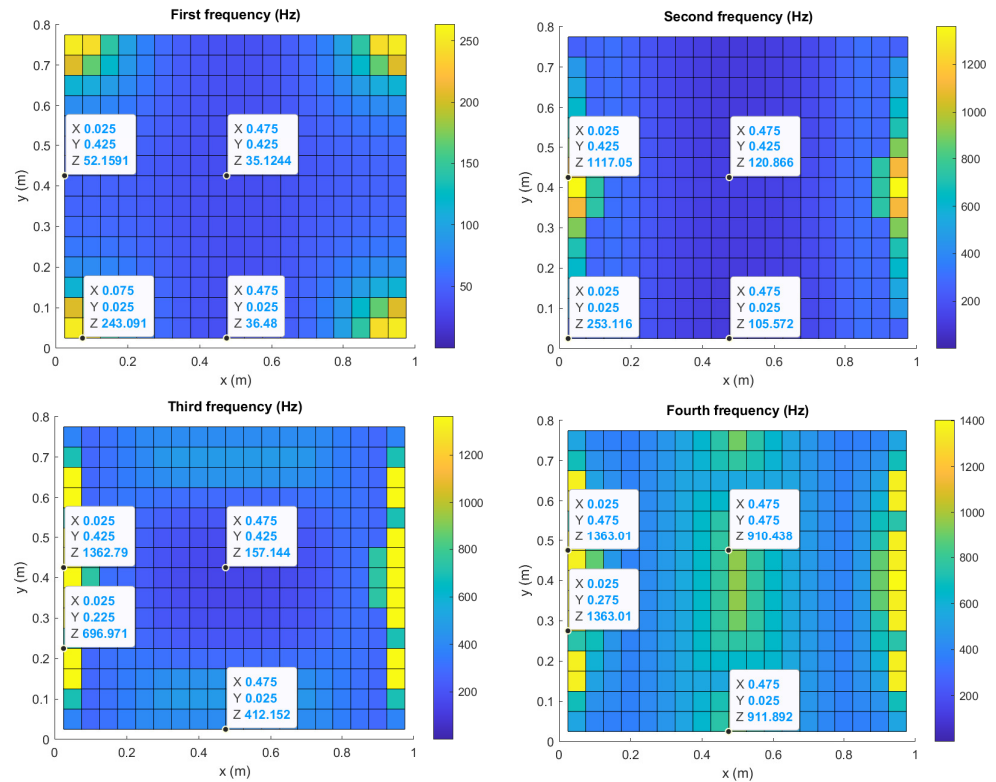 First frequency (Hz)
0.8
0.7
0.6
0.5
0.4
0.3
0.2
0.1
0
y (m)
X 0.025
Y 0.425
Z 52.1591
X 0.475
Y 0.425
Z 35.1244
X 0.075
Y 0.025
Z 243.091
X 0.475
Y 0.025
Z 36.48
0 0.2 0.4 0.6 0.8 1
x (m)
250
200
150
100
50
Second frequency (Hz)
0.8
0.7
0.6
0.5
0.4
0.3
0.2
0.1
0
y (m)
X 0.025
Y 0.425
Z 1117.05
X 0.475
Y 0.425
Z 120.866
X 0.025
Y 0.025
Z 253.116
X 0.475
Y 0.025
Z 105.572
0 0.2 0.4 0.6 0.8 1
x (m)
1200
1000
800
600
400
200
Third frequency (Hz)
0.8
0.7
0.6
0.5
0.4
0.3
0.2
0.1
0
y (m)
X 0.025
Y 0.425
Z 1362.79
X 0.475
Y 0.425
Z 157.144
X 0.025
Y 0.225
Z 696.971
X 0.475
Y 0.025
Z 412.152
0 0.2 0.4 0.6 0.8 1
x (m)
1200
1000
800
600
400
200
Fourth frequency (Hz)
0.8
0.7
0.6
0.5
0.4
0.3
0.2
0.1
0
y (m)
X 0.025
Y 0.475
Z 1363.01
X 0.475
Y 0.475
Z 910.438
X 0.025
Y 0.275
Z 1363.01
X 0.475
Y 0.025
Z 911.892
0 0.2 0.4 0.6 0.8 1
x (m)
1400
1200
1000
800
600
400
200